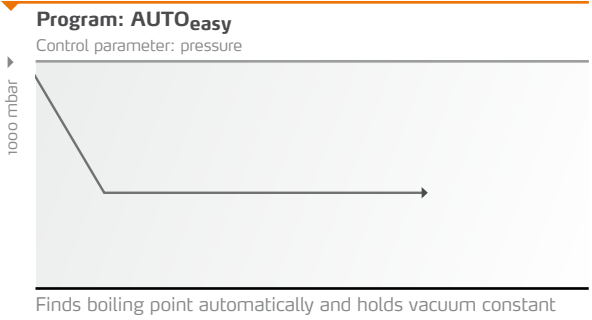 Program: AUTOeasy
Control parameter: pressure
1000 mbar
Finds boiling point automatically and holds vacuum constant